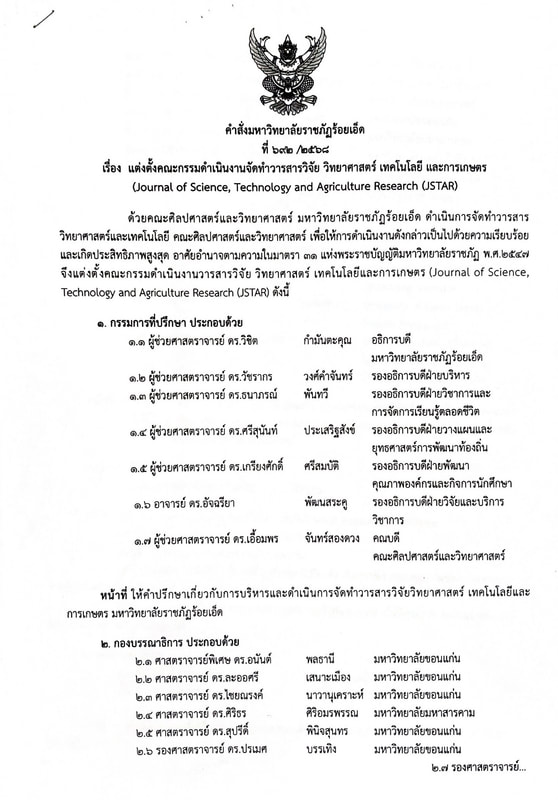 คำสั่งมหาวิทยาลัยราชภัฏร้อยเอ็ด
ที่ ๖๙๒ /๒๕๖๘
เรื่อง แต่งตั้งคณะกรรมดำเนินงานจัดทำวารสารวิจัย วิทยาศาสตร์ เทคโนโลยี และการเกษตร
(Journal of Science, Technology and Agriculture Research (JSTAR)
ด้วยคณะศิลปศาสตร์และวิทยาศาสตร์ มหาวิทยาลัยราชภัฏร้อยเอ็ด ดำเนินการจัดทำวารสาร
วิทยาศาสตร์และเทคโนโลยี คณะศิลปศาสตร์และวิทยาศาสตร์ เพื่อให้การดำเนินงานดังกล่าวเป็นไปด้วยความเรียบร้อย
และเกิดประสิทธิภาพสูงสุด อาศัยอำนาจตามความในมาตรา ๓๑ แห่งพระราชบัญญัติมหาวิทยาลัยราชภัฏ พ.ศ.๒๕๔๗
จึงแต่งตั้งคณะกรรมดำเนินงานวารสารวิจัย วิทยาศาสตร์ เทคโนโลยีและการเกษตร (Journal of Science,
Technology and Agriculture Research (JSTAR) ดังนี้
๑. กรรมการที่ปรึกษา ประกอบด้วย
๑.๑ ผู้ช่วยศาสตราจารย์ ดร.วิชิต กำมันตะคุณ อธิการบดี
มหาวิทยาลัยราชภัฏร้อยเอ็ด
๑.๒ ผู้ช่วยศาสตราจารย์ ดร.วัชรากร วงศ์คำจันทร์ รองอธิการบดีฝ่ายบริหาร
๑.๓ ผู้ช่วยศาสตราจารย์ ดร.ธนาภรณ์ พันทวี รองอธิการบดีฝ่ายวิชาการและ
การจัดการเรียนรู้ตลอดชีวิต
๑.๔ ผู้ช่วยศาสตราจารย์ ดร.ศรีสุนันท์ ประเสริฐสังข์ รองอธิการบดีฝ่ายวางแผนและ
ยุทธศาสตร์การพัฒนาท้องถิ่น
๑.๕ ผู้ช่วยศาสตราจารย์ ดร.เกรียงศักดิ์ ศรีสมบัติ รองอธิการบดีฝ่ายพัฒนา
คุณภาพองค์กรและกิจการนักศึกษา
๑.๖ อาจารย์ ดร.อัจฉรียา พัฒนสระคู รองอธิการบดีฝ่ายวิจัยและบริการ
วิชาการ
๑.๗ ผู้ช่วยศาสตราจารย์ ดร.เอื้อมพร จันทร์สองดวง คณบดี
คณะศิลปศาสตร์และวิทยาศาสตร์
หน้าที่ ให้คำปรึกษาเกี่ยวกับการบริหารและดำเนินการจัดทำวารสารวิจัยวิทยาศาสตร์ เทคโนโลยีและ
การเกษตร มหาวิทยาลัยราชภัฏร้อยเอ็ด
๒. กองบรรณาธิการ ประกอบด้วย
๒.๑ ศาสตราจารย์พิเศษ ดร.อนันต์ พลธานี มหาวิทยาลัยขอนแก่น
๒.๒ ศาสตราจารย์ ดร.ละออศรี เสนาะเมือง มหาวิทยาลัยขอนแก่น
๒.๓ ศาสตราจารย์ ดร.ไชยณรงค์ นาวานุเคราะห์ มหาวิทยาลัยขอนแก่น
๒.๔ ศาสตราจารย์ ดร.ศิริธร ศิริอมรพรรณ มหาวิทยาลัยมหาสารคาม
๒.๕ ศาสตราจารย์ ดร.สุปรีดิ์ พินิจสุนทร มหาวิทยาลัยขอนแก่น
๒.๖ รองศาสตราจารย์ ดร.ปรเมศ บรรเทิง มหาวิทยาลัยขอนแก่น
๒.๗ รองศาสตราจารย์...